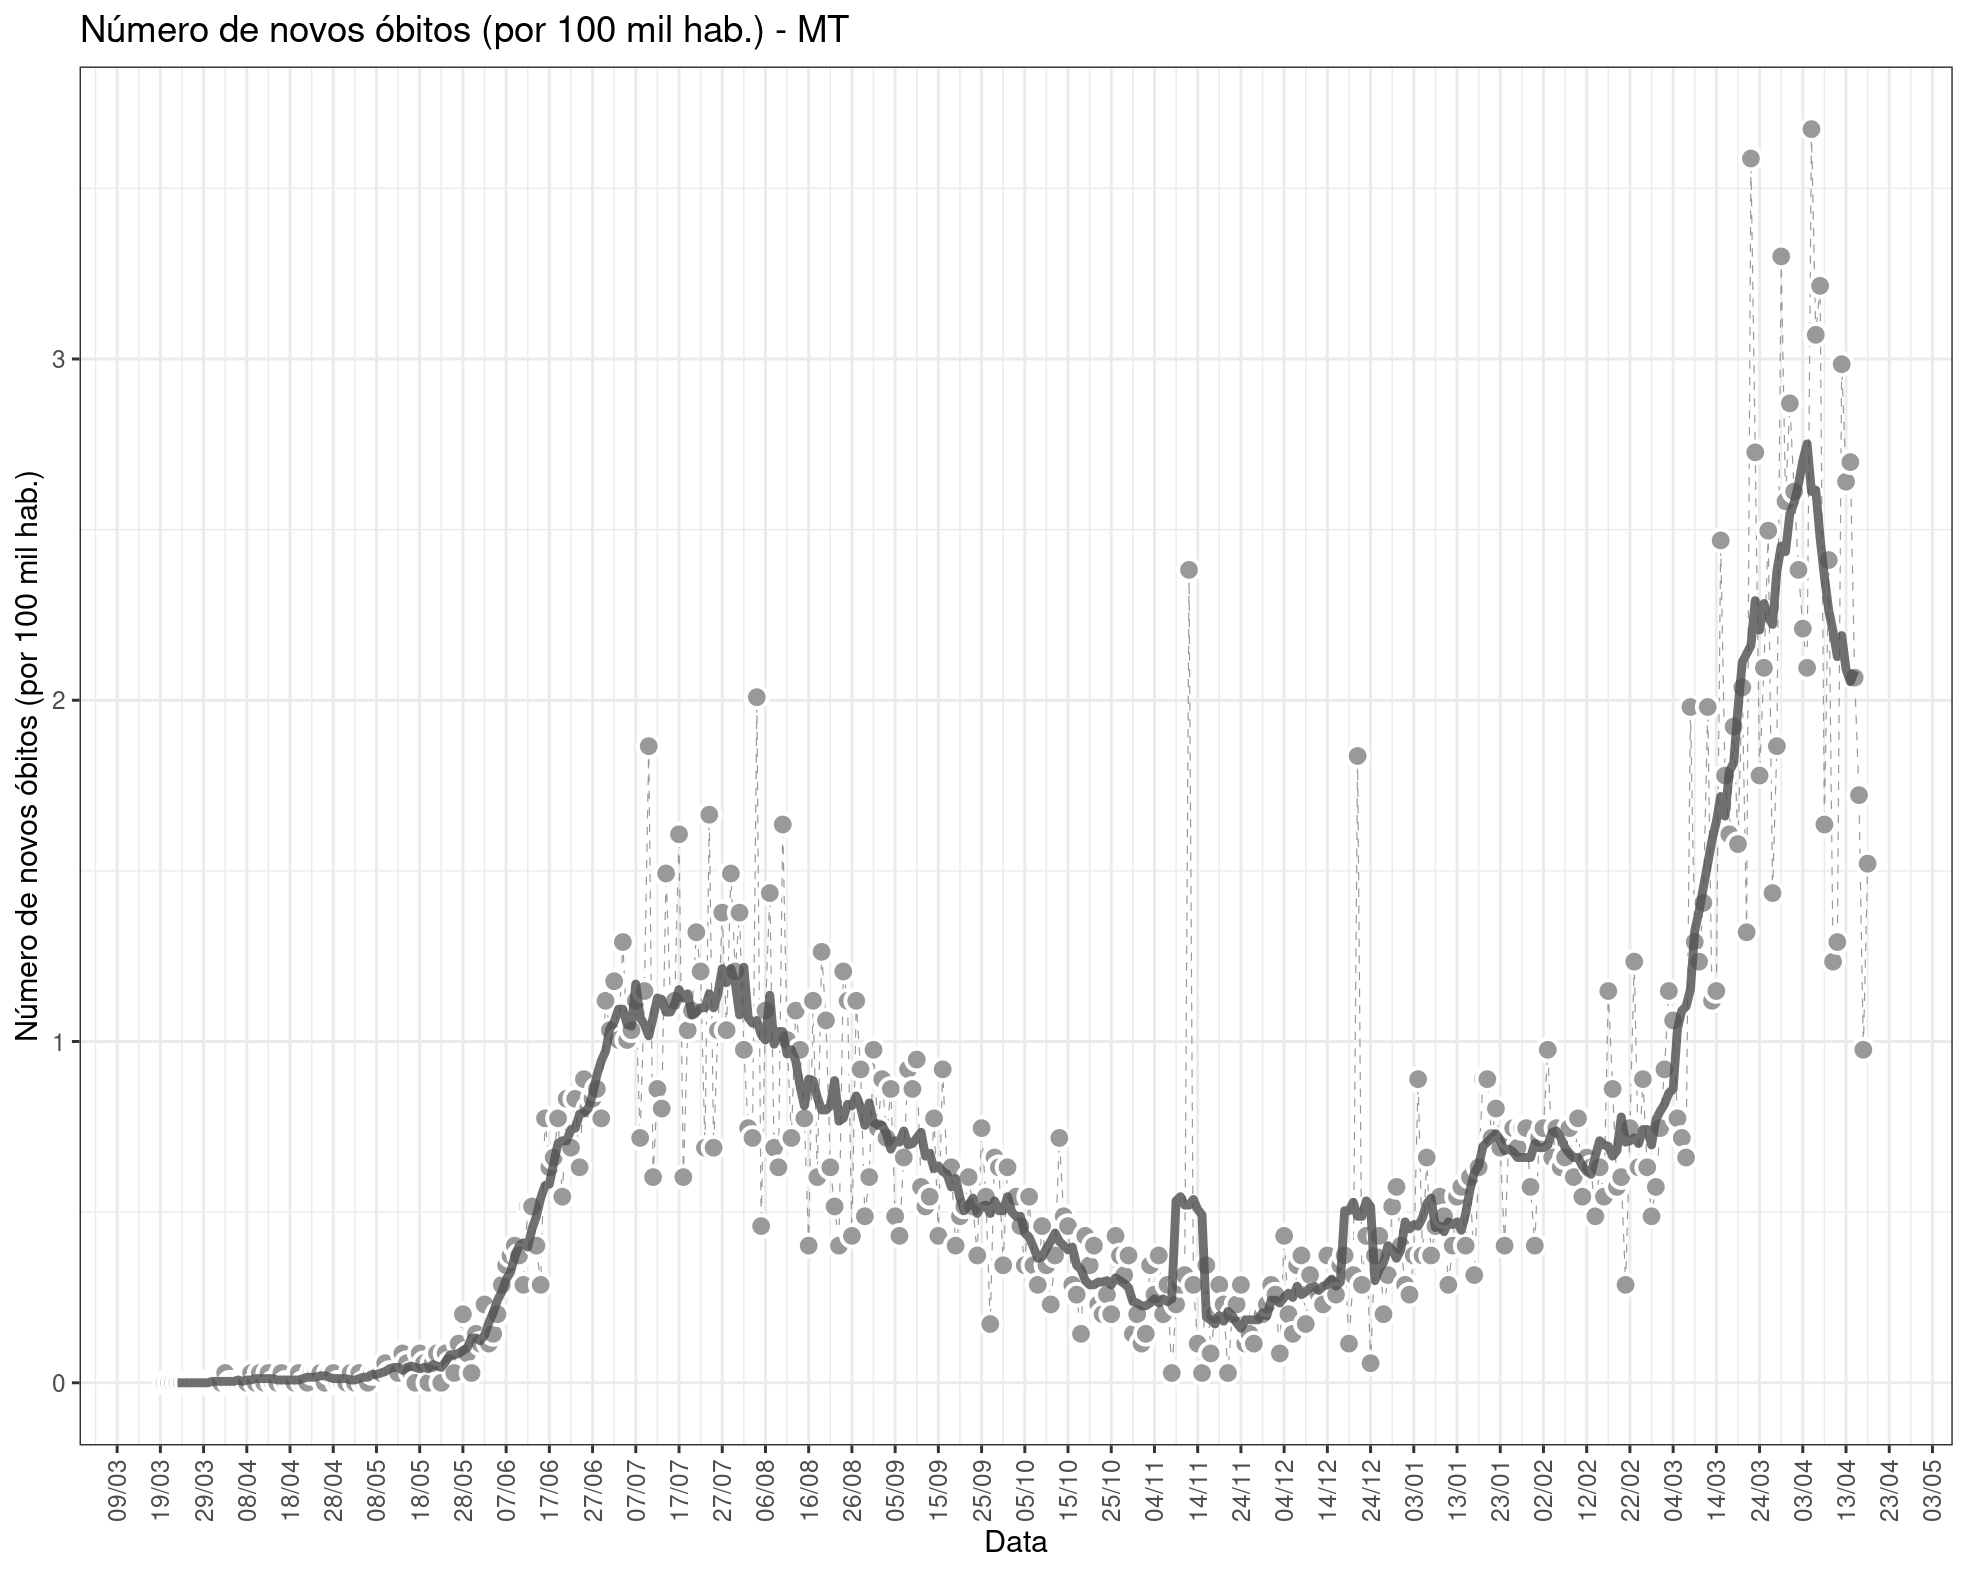 Número de novos óbitos (por 100 mil hab.) - MT
Número de novos óbitos (por 100 mil hab.)
3
2
1
0
09/03 19/03 29/03 08/04 18/04 28/04 08/05 18/05 28/05 07/06 17/06 27/06 07/07 17/07 27/07 06/08 16/08 26/08 05/09 15/09 25/09 05/10 15/10 25/10 04/11 14/11 24/11 04/12 14/12 24/12 03/01 13/01 23/01 02/02 12/02 22/02 04/03 14/03 24/03 03/04 13/04 23/04 03/05
Data